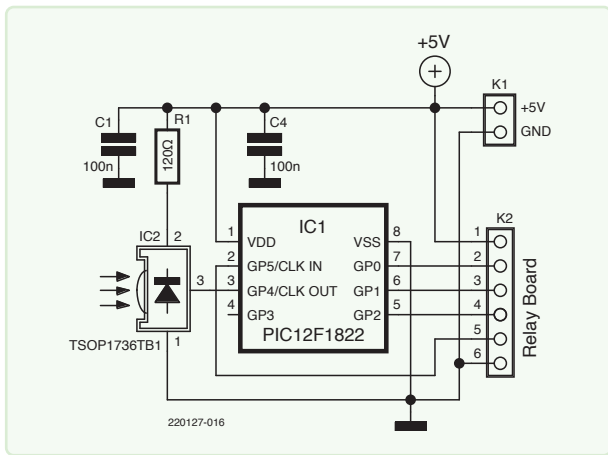 +5V
K1
+5V
GND
C1
100n
R1
120Ω
C4
100n
IC2
2
3
1
TSOP1736TB1
IC1
1
VDD
VSS
8
2
GP5/CLK IN
GP0
7
3
GP4/CLK OUT
GP1
6
4
GP3
GP2
5
PIC12F1822
K2
1
2
3
4
5
6
Relay Board
220127-016